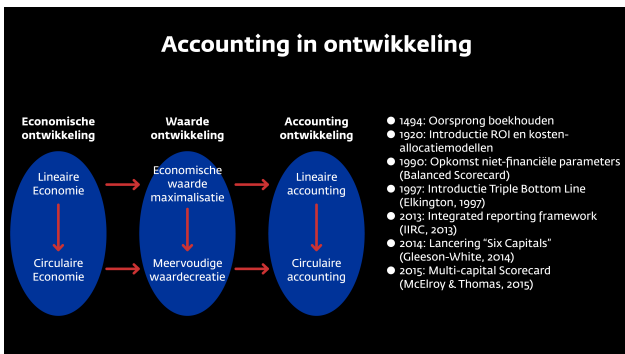 Accounting in ontwikkeling
Economische
ontwikkeling
Lineaire
Economie
Circulaire
Economie
Waarde
ontwikkeling
Economische
waarde
maximalisatie
Meervoudige
waardecreatie
Accounting
ontwikkeling
Lineaire
accounting
Circulaire
accounting
● 1494: Oorsprong boekhouden
● 1920: Introductie ROI en kosten-
allocatiemodellen
● 1990: Opkomst niet-financiële parameters
(Balanced Scorecard)
● 1997: Introductie Triple Bottom Line
(Elkington, 1997)
● 2013: Integrated reporting framework
(IIRC, 2013)
● 2014: Lancering “Six Capitals”
(Gleeson-White, 2014)
● 2015: Multi-capital Scorecard
(McElroy & Thomas, 2015)